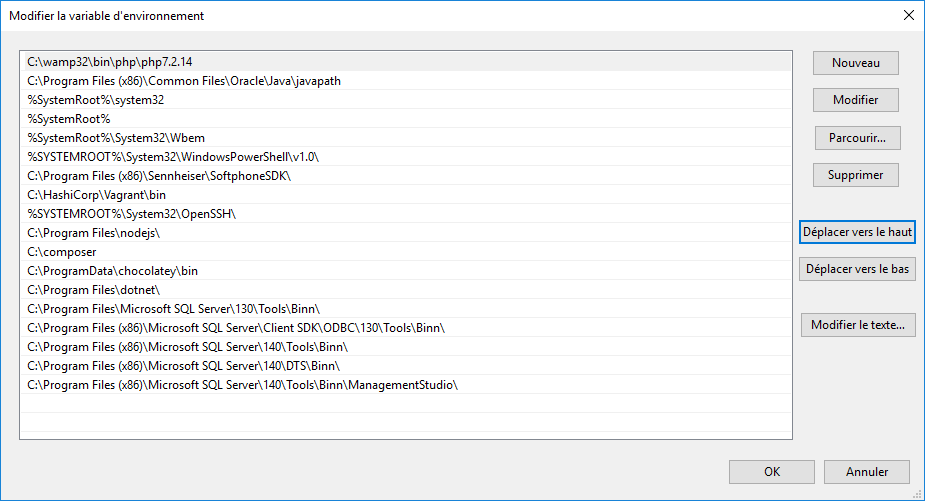 Modifier la variable d'environnement
C:\wamp32\bin\php\php7.2.14
C:\Program Files (x86)\Common Files\Oracle\Java\javapath
%SystemRoot%\system32
%SystemRoot%
%SystemRoot%\System32\Wbem
%SYSTEMROOT%\System32\WindowsPowerShell\v1.0\
C:\Program Files (x86)\Sennheiser\SoftphoneSDK\
C:\HashiCorp\Vagrant\bin
%SYSTEMROOT%\System32\OpenSSH\
C:\Program Files\nodejs\
C:\composer
C:\ProgramData\chocolatey\bin
C:\Program Files\dotnet\
C:\Program Files\Microsoft SQL Server\130\Tools\Binn\
C:\Program Files (x86)\Microsoft SQL Server\Client SDK\ODBC\130\Tools\Binn\
C:\Program Files (x86)\Microsoft SQL Server\140\Tools\Binn\
C:\Program Files (x86)\Microsoft SQL Server\140\DTS\Binn\
C:\Program Files (x86)\Microsoft SQL Server\140\Tools\Binn\ManagementStudio\
Nouveau
Modifier
Parcourir...
Supprimer
Déplacer vers le haut
Déplacer vers le bas
Modifier le texte...
OK
Annuler